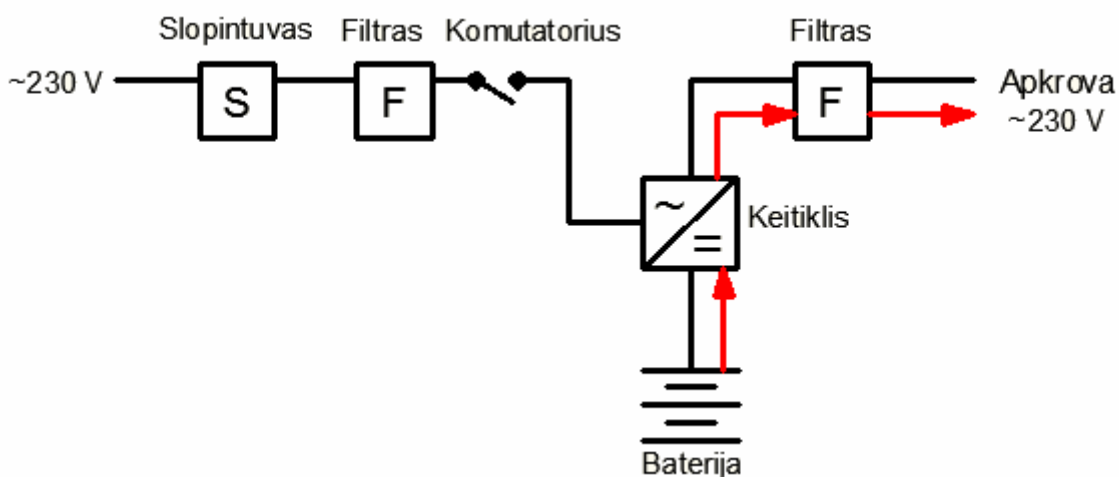 Slopintuvas
Filtras
Komutatorius
Filtras
~230 V
S
F
F
Apkrova
~230 V
~
=
Keitiklis
Baterija